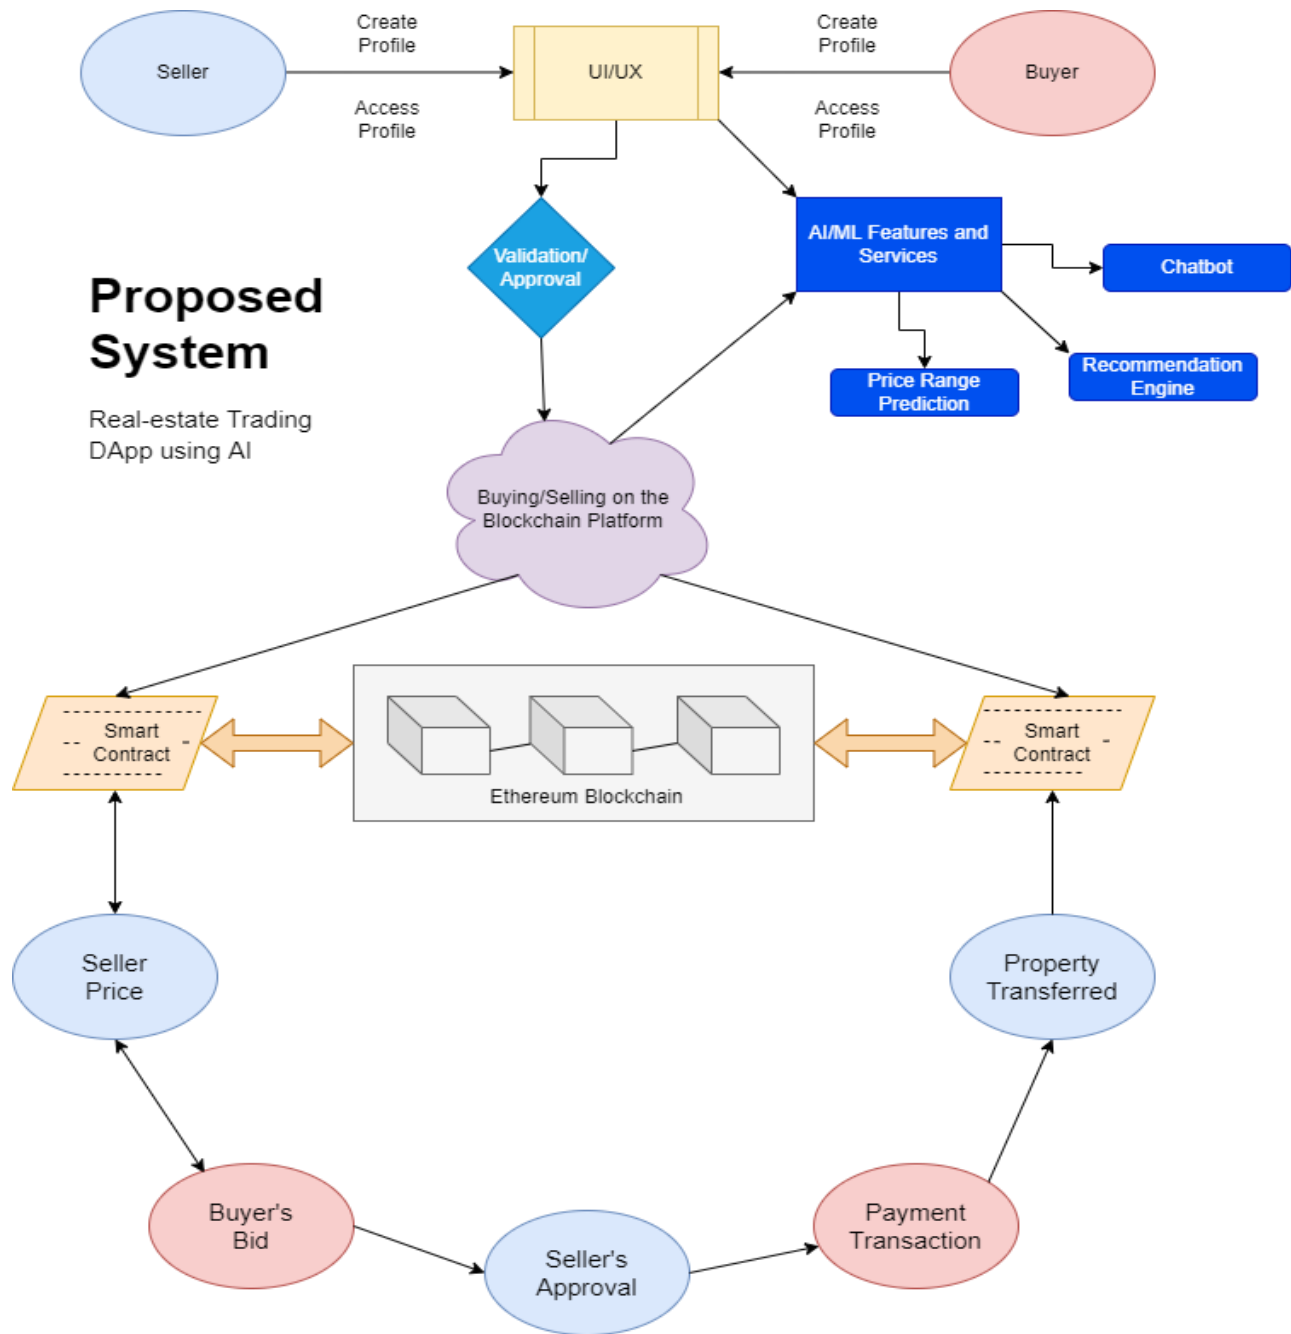 Create
Profile
Create
Profile
Seller
UI/UX
Buyer
Access
Profile
Access
Profile
Validation/
Approval
AI/ML Features and
Services
Chatbot
Proposed
System
Price Range
Prediction
Recommendation
Engine
Real-estate Trading
DApp using AI
Buying/Selling on the
Blockchain Platform
Smart
Contract
Ethereum Blockchain
Smart
Contract
Seller
Price
Property
Transferred
Buyer's
Bid
Seller's
Approval
Payment
Transaction